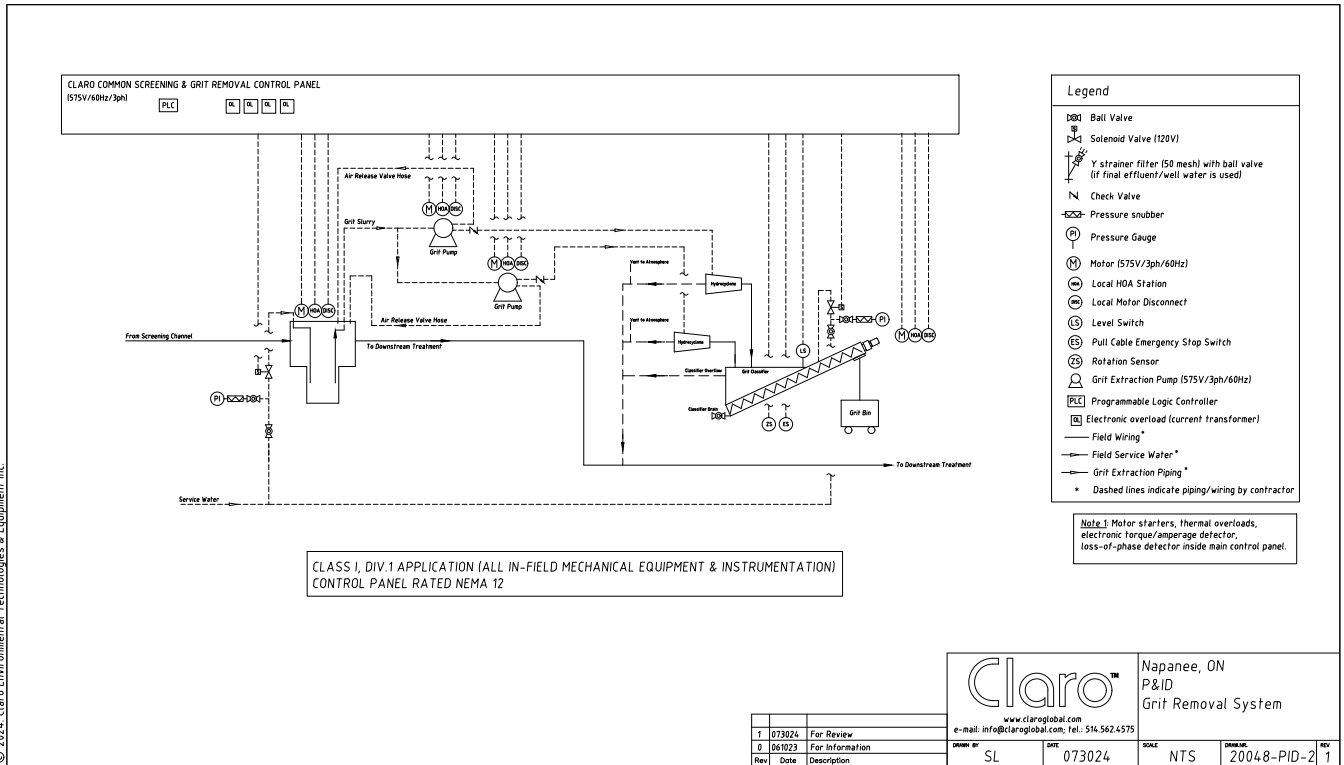 CLARO COMMON SCREENING & GRIT REMOVAL CONTROL PANEL
(575V/60Hz/3ph)
PLC
OL OL OL OL
Air Release Valve Hose
M HOA DISC
Grit Slurry
Grit Pump
M HOA DISC
Grit Pump
Air Release Valve Hose
M HOA DISC
From Screening Channel
To Downstream Treatment
S
PI
Service Water
Vent to Atmosphere
Hydrocyclone
Vent to Atmosphere
Hydrocyclone
Classifier Overflow
Grit Classifier
LS
S
PI
M HOA DISC
Classifier Drain
ZS ES
Grit Bin
To Downstream Treatment
CLASS I, DIV.1 APPLICATION (ALL IN-FIELD MECHANICAL EQUIPMENT & INSTRUMENTATION)
CONTROL PANEL RATED NEMA 12
Legend
Ball Valve
S
Solenoid Valve (120V)
Y strainer filter (50 mesh) with ball valve
(if final effluent/well water is used)
Check Valve
Pressure snubber
PI Pressure Gauge
M Motor (575V/3ph/60Hz)
HOA Local HOA Station
DISC Local Motor Disconnect
LS Level Switch
ES Pull Cable Emergency Stop Switch
ZS Rotation Sensor
Grit Extraction Pump (575V/3ph/60Hz)
PLC Programmable Logic Controller
OL Electronic overload (current transformer)
Field Wiring*
Field Service Water*
Grit Extraction Piping*
* Dashed lines indicate piping/wiring by contractor
Note 1: Motor starters, thermal overloads,
electronic torque/amperage detector,
loss-of-phase detector inside main control panel.
© 2024. Claro Environmental Technologies & Equipment Inc.
1 073024 For Review
0 061023 For Information
Rev Date Description
Claro™
www.claroglobal.com
e-mail: info@claroglobal.com; tel.: 514.562.4575
Napanee, ON
P&ID
Grit Removal System
DRAWN BY SL
DATE 073024
SCALE NTS
DRAW.NR. 20048-PID-2
REV 1